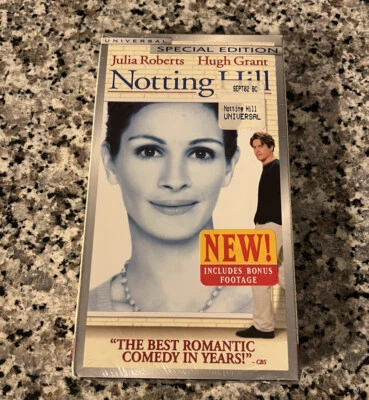 UNIVERSAL
SPECIAL EDITION
Julia Roberts Hugh Grant
Notting Hill
SEPT02 BC
Notting Hill
UNIVERSAL
NEW!
INCLUDES BONUS
FOOTAGE
"THE BEST ROMANTIC
COMEDY IN YEARS!" – CBS